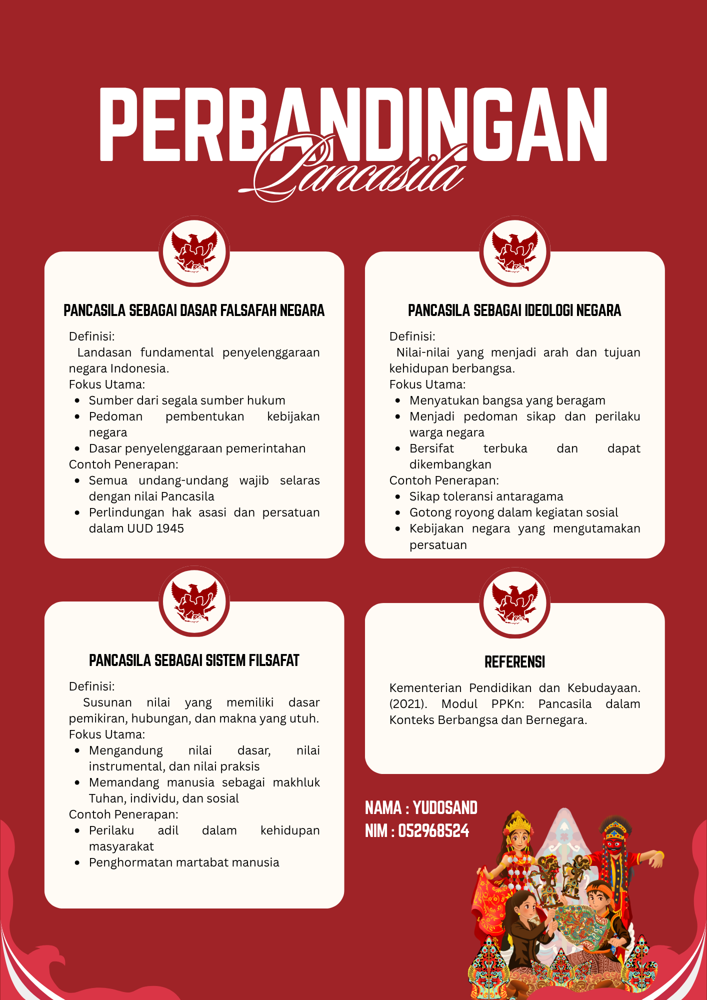 PERBANDINGAN
Pancasila
PANCASILA SEBAGAI DASAR FALSAFAH NEGARA
Definisi:
Landasan fundamental penyelenggaraan
negara Indonesia.
Fokus Utama:
• Sumber dari segala sumber hukum
• Pedoman pembentukan kebijakan
negara
• Dasar penyelenggaraan pemerintahan
Contoh Penerapan:
• Semua undang-undang wajib selaras
dengan nilai Pancasila
• Perlindungan hak asasi dan persatuan
dalam UUD 1945
PANCASILA SEBAGAI IDEOLOGI NEGARA
Definisi:
Nilai-nilai yang menjadi arah dan tujuan
kehidupan berbangsa.
Fokus Utama:
• Menyatukan bangsa yang beragam
• Menjadi pedoman sikap dan perilaku
warga negara
• Bersifat terbuka dan dapat
dikembangkan
Contoh Penerapan:
• Sikap toleransi antaragama
• Gotong royong dalam kegiatan sosial
• Kebijakan negara yang mengutamakan
persatuan
PANCASILA SEBAGAI SISTEM FILSAFAT
Definisi:
Susunan nilai yang memiliki dasar
pemikiran, hubungan, dan makna yang utuh.
Fokus Utama:
• Mengandung nilai dasar, nilai
instrumental, dan nilai praksis
• Memandang manusia sebagai makhluk
Tuhan, individu, dan sosial
Contoh Penerapan:
• Perilaku adil dalam kehidupan
masyarakat
• Penghormatan martabat manusia
REFERENSI
Kementerian Pendidikan dan Kebudayaan.
(2021). Modul PPKn: Pancasila dalam
Konteks Berbangsa dan Bernegara.
NAMA : YUDOSAND
NIM : 052968524